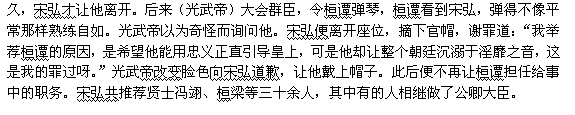 久，宋弘才让他离开。后来（光武帝）大会群臣，令桓谭弹琴，桓谭看到宋弘，弹得不像平
常那样熟练自如。光武帝以为奇怪而询问他。宋弘便离开座位，摘下官帽，谢罪道：“我举
荐桓谭的原因，是希望他能用忠义正直引导皇上，可是他却让整个朝廷沉溺于淫靡之音，这
是我的罪过呀。”光武帝改变脸色向宋弘道歉，让他戴上帽子。此后便不再让桓谭担任给事
中的职务。宋弘共推荐贤士冯翊、桓梁等三十余人，其中有的人相继做了公卿大臣。